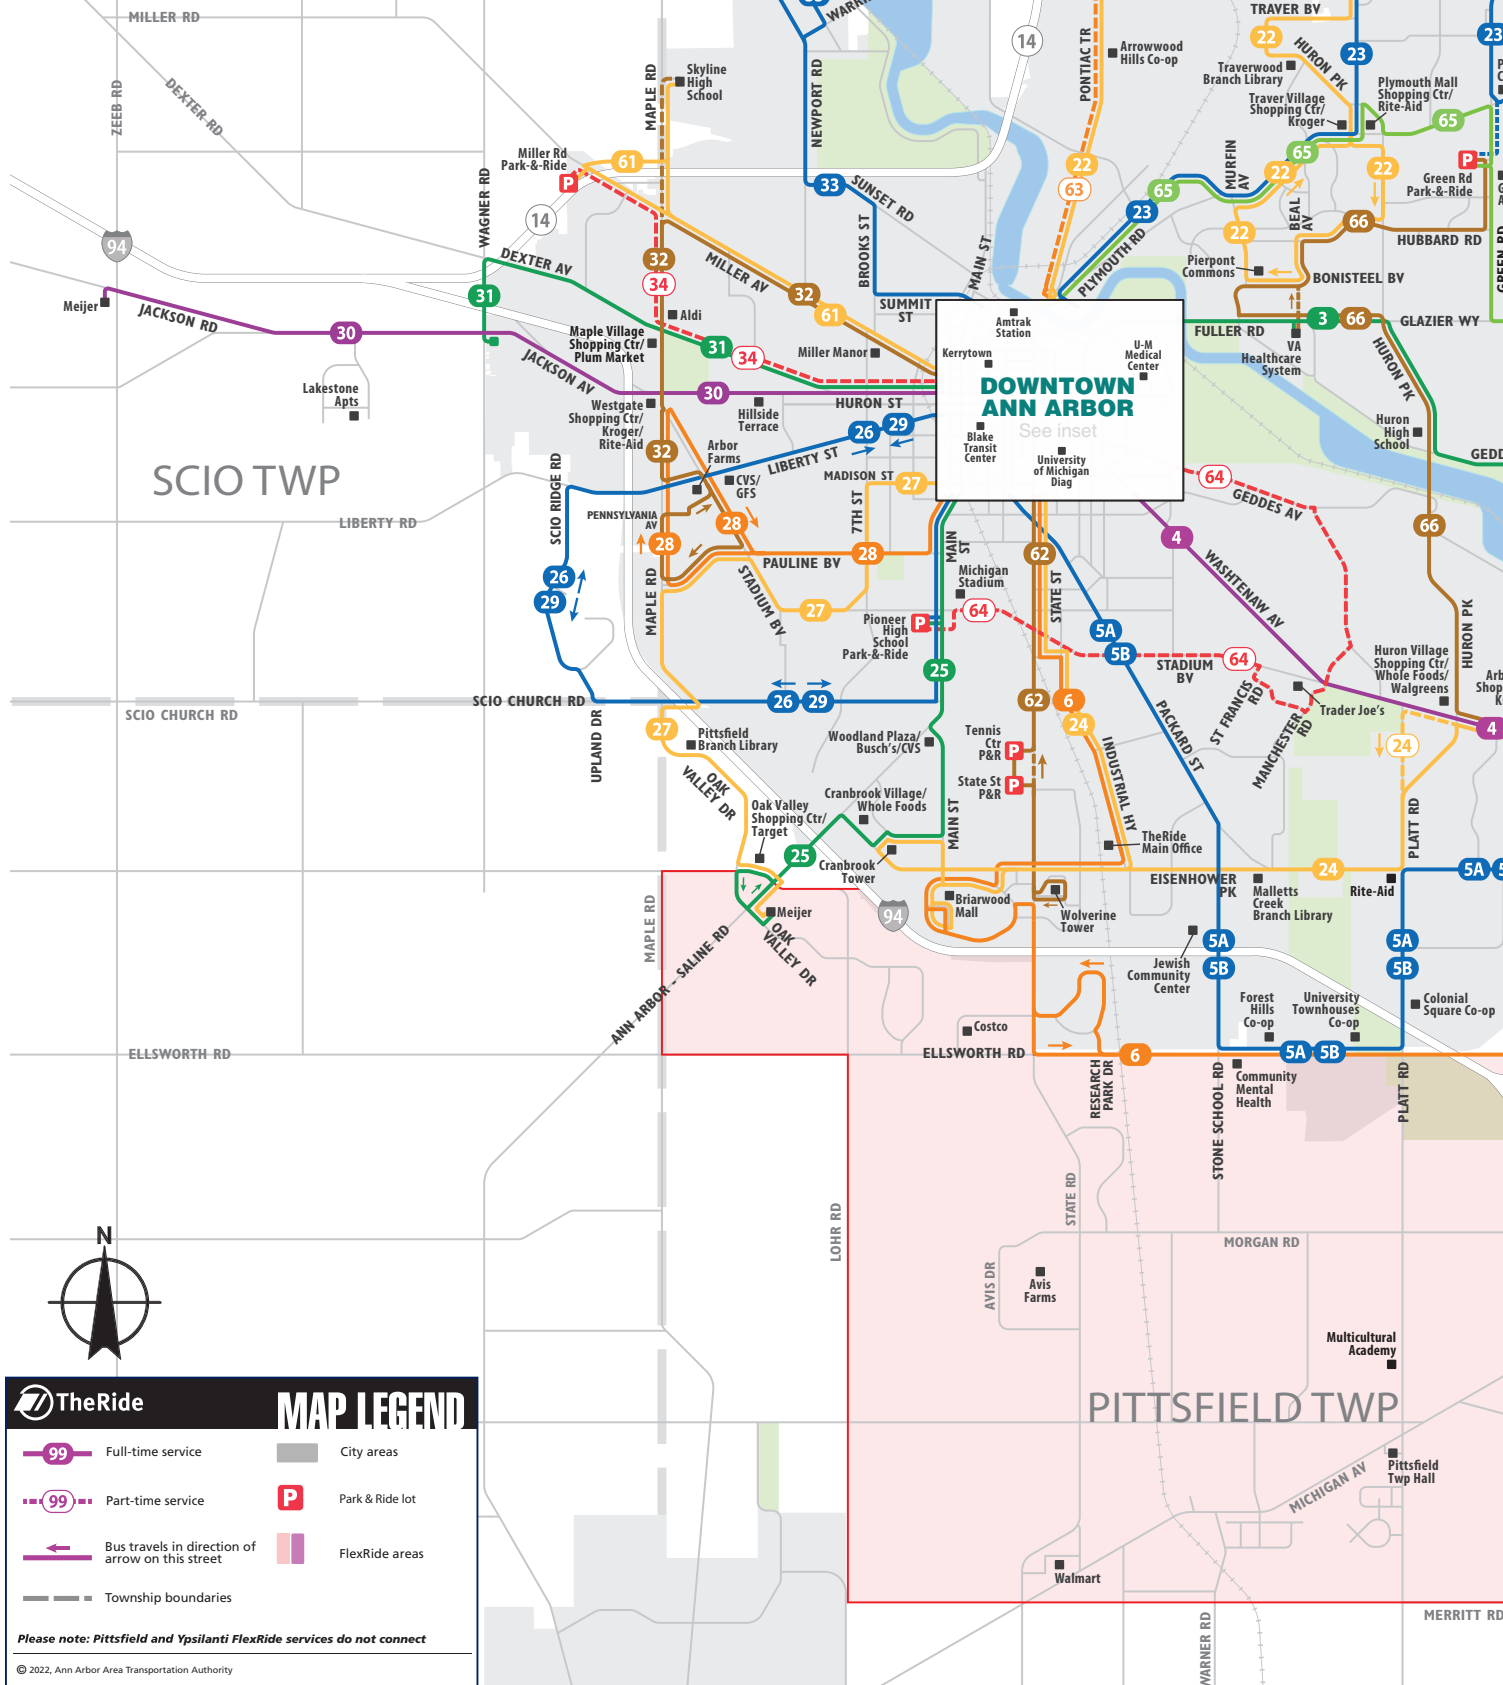 MILLER RD
ZEEB RD
DEXTER RD
MAPLE RD
Skyline
High
School
Miller Rd
Park-&-Ride
P
61
14
WAGNER RD
94
DEXTER AV
31
Meijer
JACKSON RD
30
Lakestone
Apts
JACKSON AV
32
34
Aldi
Maple Village
Shopping Ctr/
Plum Market
31
34
MILLER AV
32
61
Miller Manor
30
Hillside
Terrace
HURON ST
Westgate
Shopping Ctr/
Kroger/
Rite-Aid
NEWPORT RD
33
SUNSET RD
BROOKS ST
SUMMIT
ST
MAIN ST
14
PONTIAC TR
Arrowwood
Hills Co-op
22
63
TRAVER BV
22
HURON PK
23
23
Traverwood
Branch Library
Traver Village
Shopping Ctr/
Kroger
Plymouth Mall
Shopping Ctr/
Rite-Aid
65
65
MURFIN
AV
22
22
P
Green Rd
Park-&-Ride
65
23
PLYMOUTH RD
22
BEAL
AV
66
HUBBARD RD
GREEN RD
Pierpont
Commons
BONISTEEL BV
FULLER RD
3
66
GLAZIER WY
VA
Healthcare
System
HURON PK
Huron
High
School
GEDD
Amtrak
Station
Kerrytown
U-M
Medical
Center
DOWNTOWN
ANN ARBOR
See inset
Blake
Transit
Center
University
of Michigan
Diag
SCIO TWP
LIBERTY RD
SCIO RIDGE RD
32
Arbor
Farms
CVS/
GFS
LIBERTY ST
26
29
MADISON ST
27
7TH ST
PENNSYLVANIA
AV
28
28
28
PAULINE BV
STADIUM BV
27
MAPLE RD
26
29
MAIN
ST
Michigan
Stadium
Pioneer
High
School
Park-&-Ride
P
64
25
62
STATE ST
64
GEDDES AV
4
WASHTENAW AV
66
HURON PK
5A
5B
STADIUM
BV
64
ST FRANCIS
RD
Trader Joe's
MANCHESTER
RD
Huron Village
Shopping Ctr/
Whole Foods/
Walgreens
4
24
SCIO CHURCH RD
SCIO CHURCH RD
UPLAND DR
26
29
27
Pittsfield
Branch Library
OAK
VALLEY DR
Woodland Plaza/
Busch's/CVS
Tennis
Ctr
P&R
P
State St
P&R
P
62
6
24
INDUSTRIAL HY
PACKARD ST
PLATT RD
Oak Valley
Shopping Ctr/
Target
Cranbrook Village/
Whole Foods
MAIN ST
25
Cranbrook
Tower
TheRide
Main Office
EISENHOWER
PK
24
Rite-Aid
5A
Malletts
Creek
Branch Library
MAPLE RD
Meijer
OAK
VALLEY DR
94
Briarwood
Mall
Wolverine
Tower
Jewish
Community
Center
5A
5B
5A
5B
Forest
Hills
Co-op
University
Townhouses
Co-op
Colonial
Square Co-op
ANN ARBOR - SALINE RD
Costco
ELLSWORTH RD
ELLSWORTH RD
6
5A
5B
RESEARCH
PARK DR
STONE SCHOOL RD
Community
Mental
Health
PLATT RD
LOHR RD
STATE RD
MORGAN RD
AVIS DR
Avis
Farms
Multicultural
Academy
PITTSFIELD TWP
MICHIGAN AV
Pittsfield
Twp Hall
Walmart
MERRITT RD
WARNER RD
N
TheRide
MAP LEGEND
99
Full-time service
City areas
99
Part-time service
P
Park & Ride lot
Bus travels in direction of
arrow on this street
FlexRide areas
Township boundaries
Please note: Pittsfield and Ypsilanti FlexRide services do not connect
© 2022, Ann Arbor Area Transportation Authority